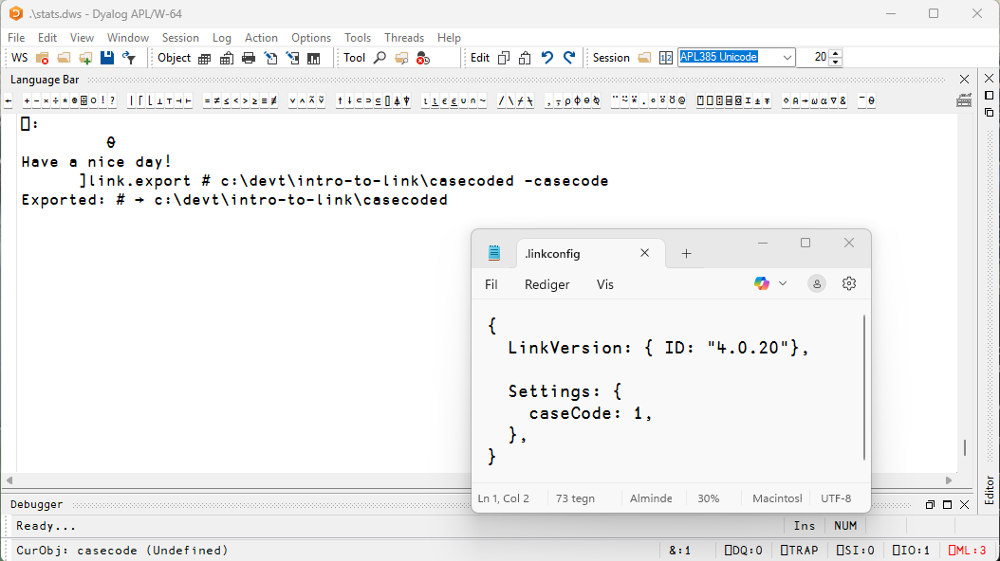 .\stats.dws - Dyalog APL/W-64
File Edit View Window Session Log Action Options Tools Threads Help
WS Object Tool Edit Session APL385 Unicode 20
Language Bar
⎕:
⍬
Have a nice day!
]link.export # c:\devt\intro-to-link\casecoded -casecode
Exported: # → c:\devt\intro-to-link\casecoded
.linkconfig
Fil Rediger Vis
{
LinkVersion: { ID: "4.0.20"},
Settings: {
caseCode: 1,
},
}
Ln 1, Col 2 73 tegn Alminde 30% Macintosl UTF-8
Editor
Debugger
Ready...
Ins NUM
CurObj: casecode (Undefined)
&:1 ⎕DQ:0 ⎕TRAP ⎕SI:0 ⎕IO:1 ⎕ML:3